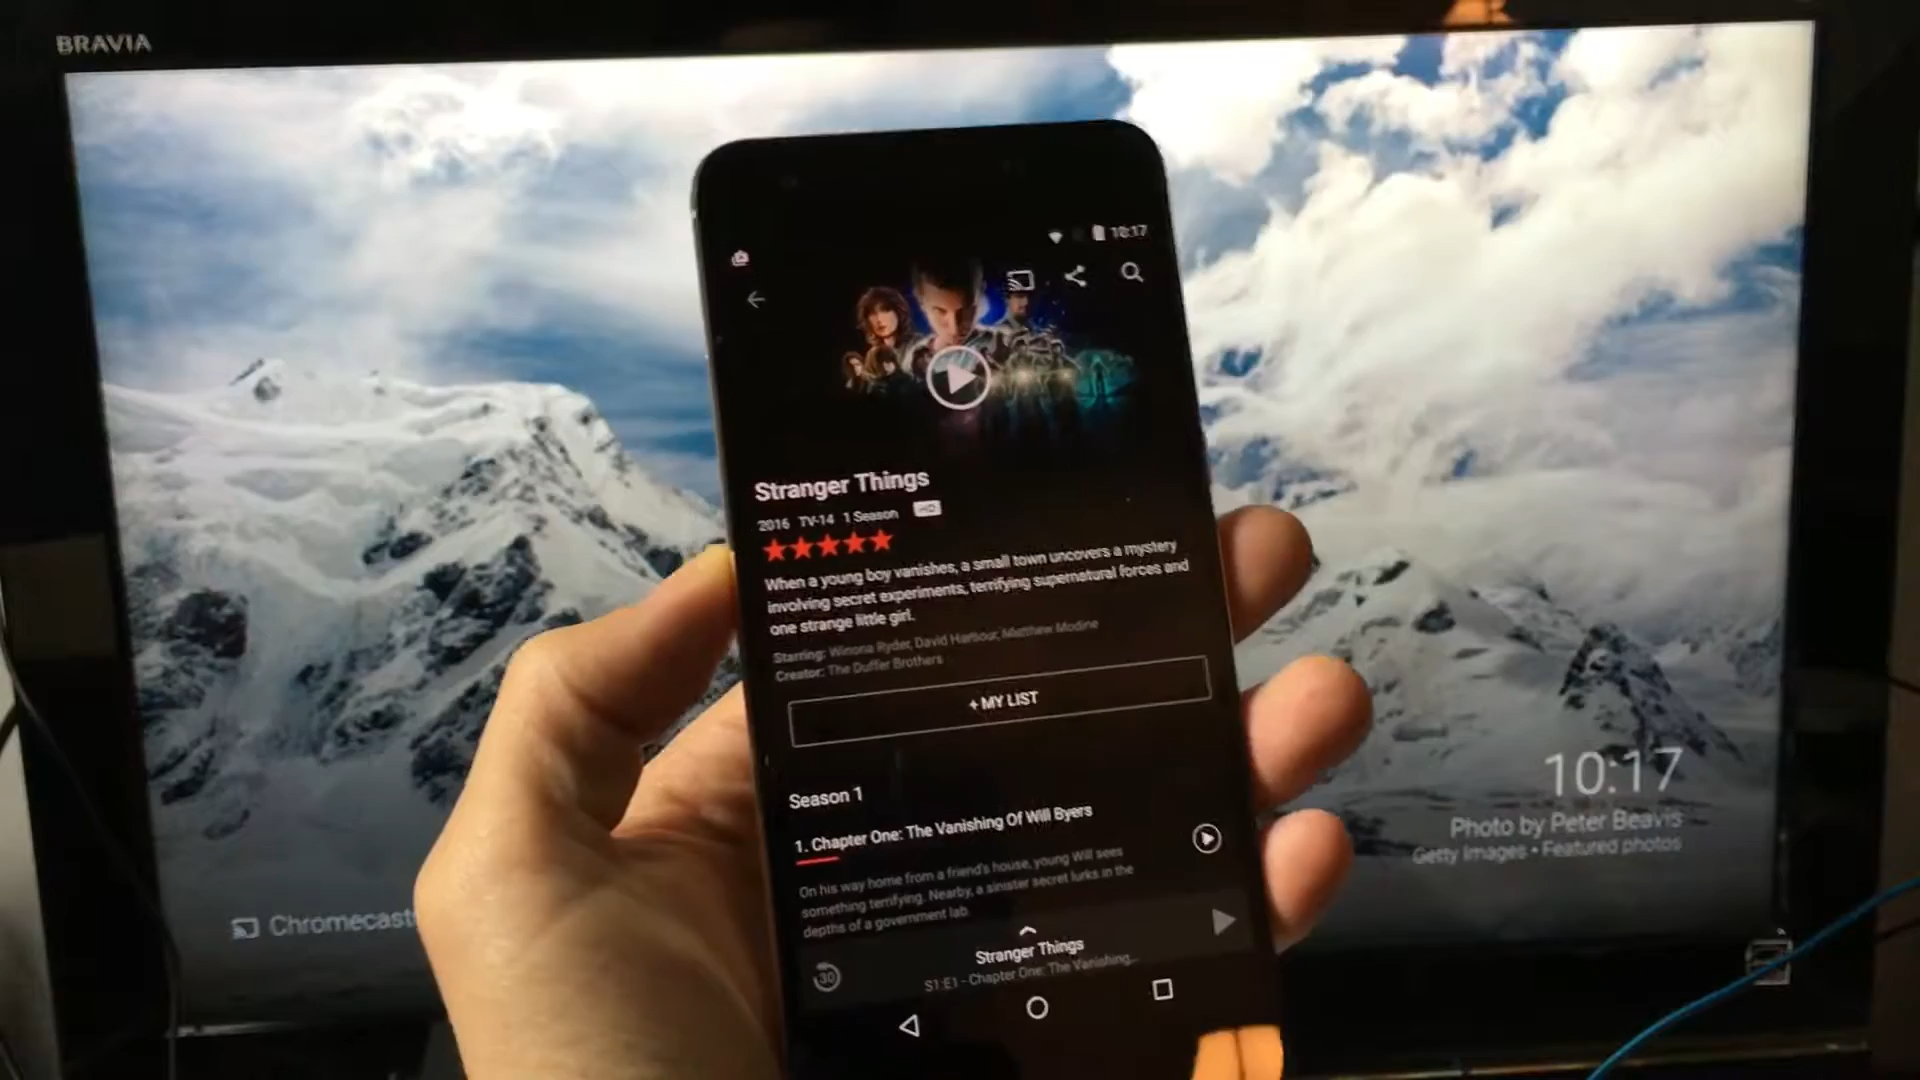 BRAVIA
10:17
Stranger Things
2016 TV-14 1 Season HD
When a young boy vanishes, a small town uncovers a mystery
involving secret experiments, terrifying supernatural forces and
one strange little girl.
Starring: Winona Ryder, David Harbour, Matthew Modine
Creator: The Duffer Brothers
+ MY LIST
Season 1
1. Chapter One: The Vanishing Of Will Byers
On his way home from a friend's house, young Will sees
something terrifying. Nearby, a sinister secret lurks in the
depths of a government lab.
Stranger Things
30
S1:E1 - Chapter One: The Vanishing...
10:17
Photo by Peter Beavis
Getty Images • Featured photos
Chromecast